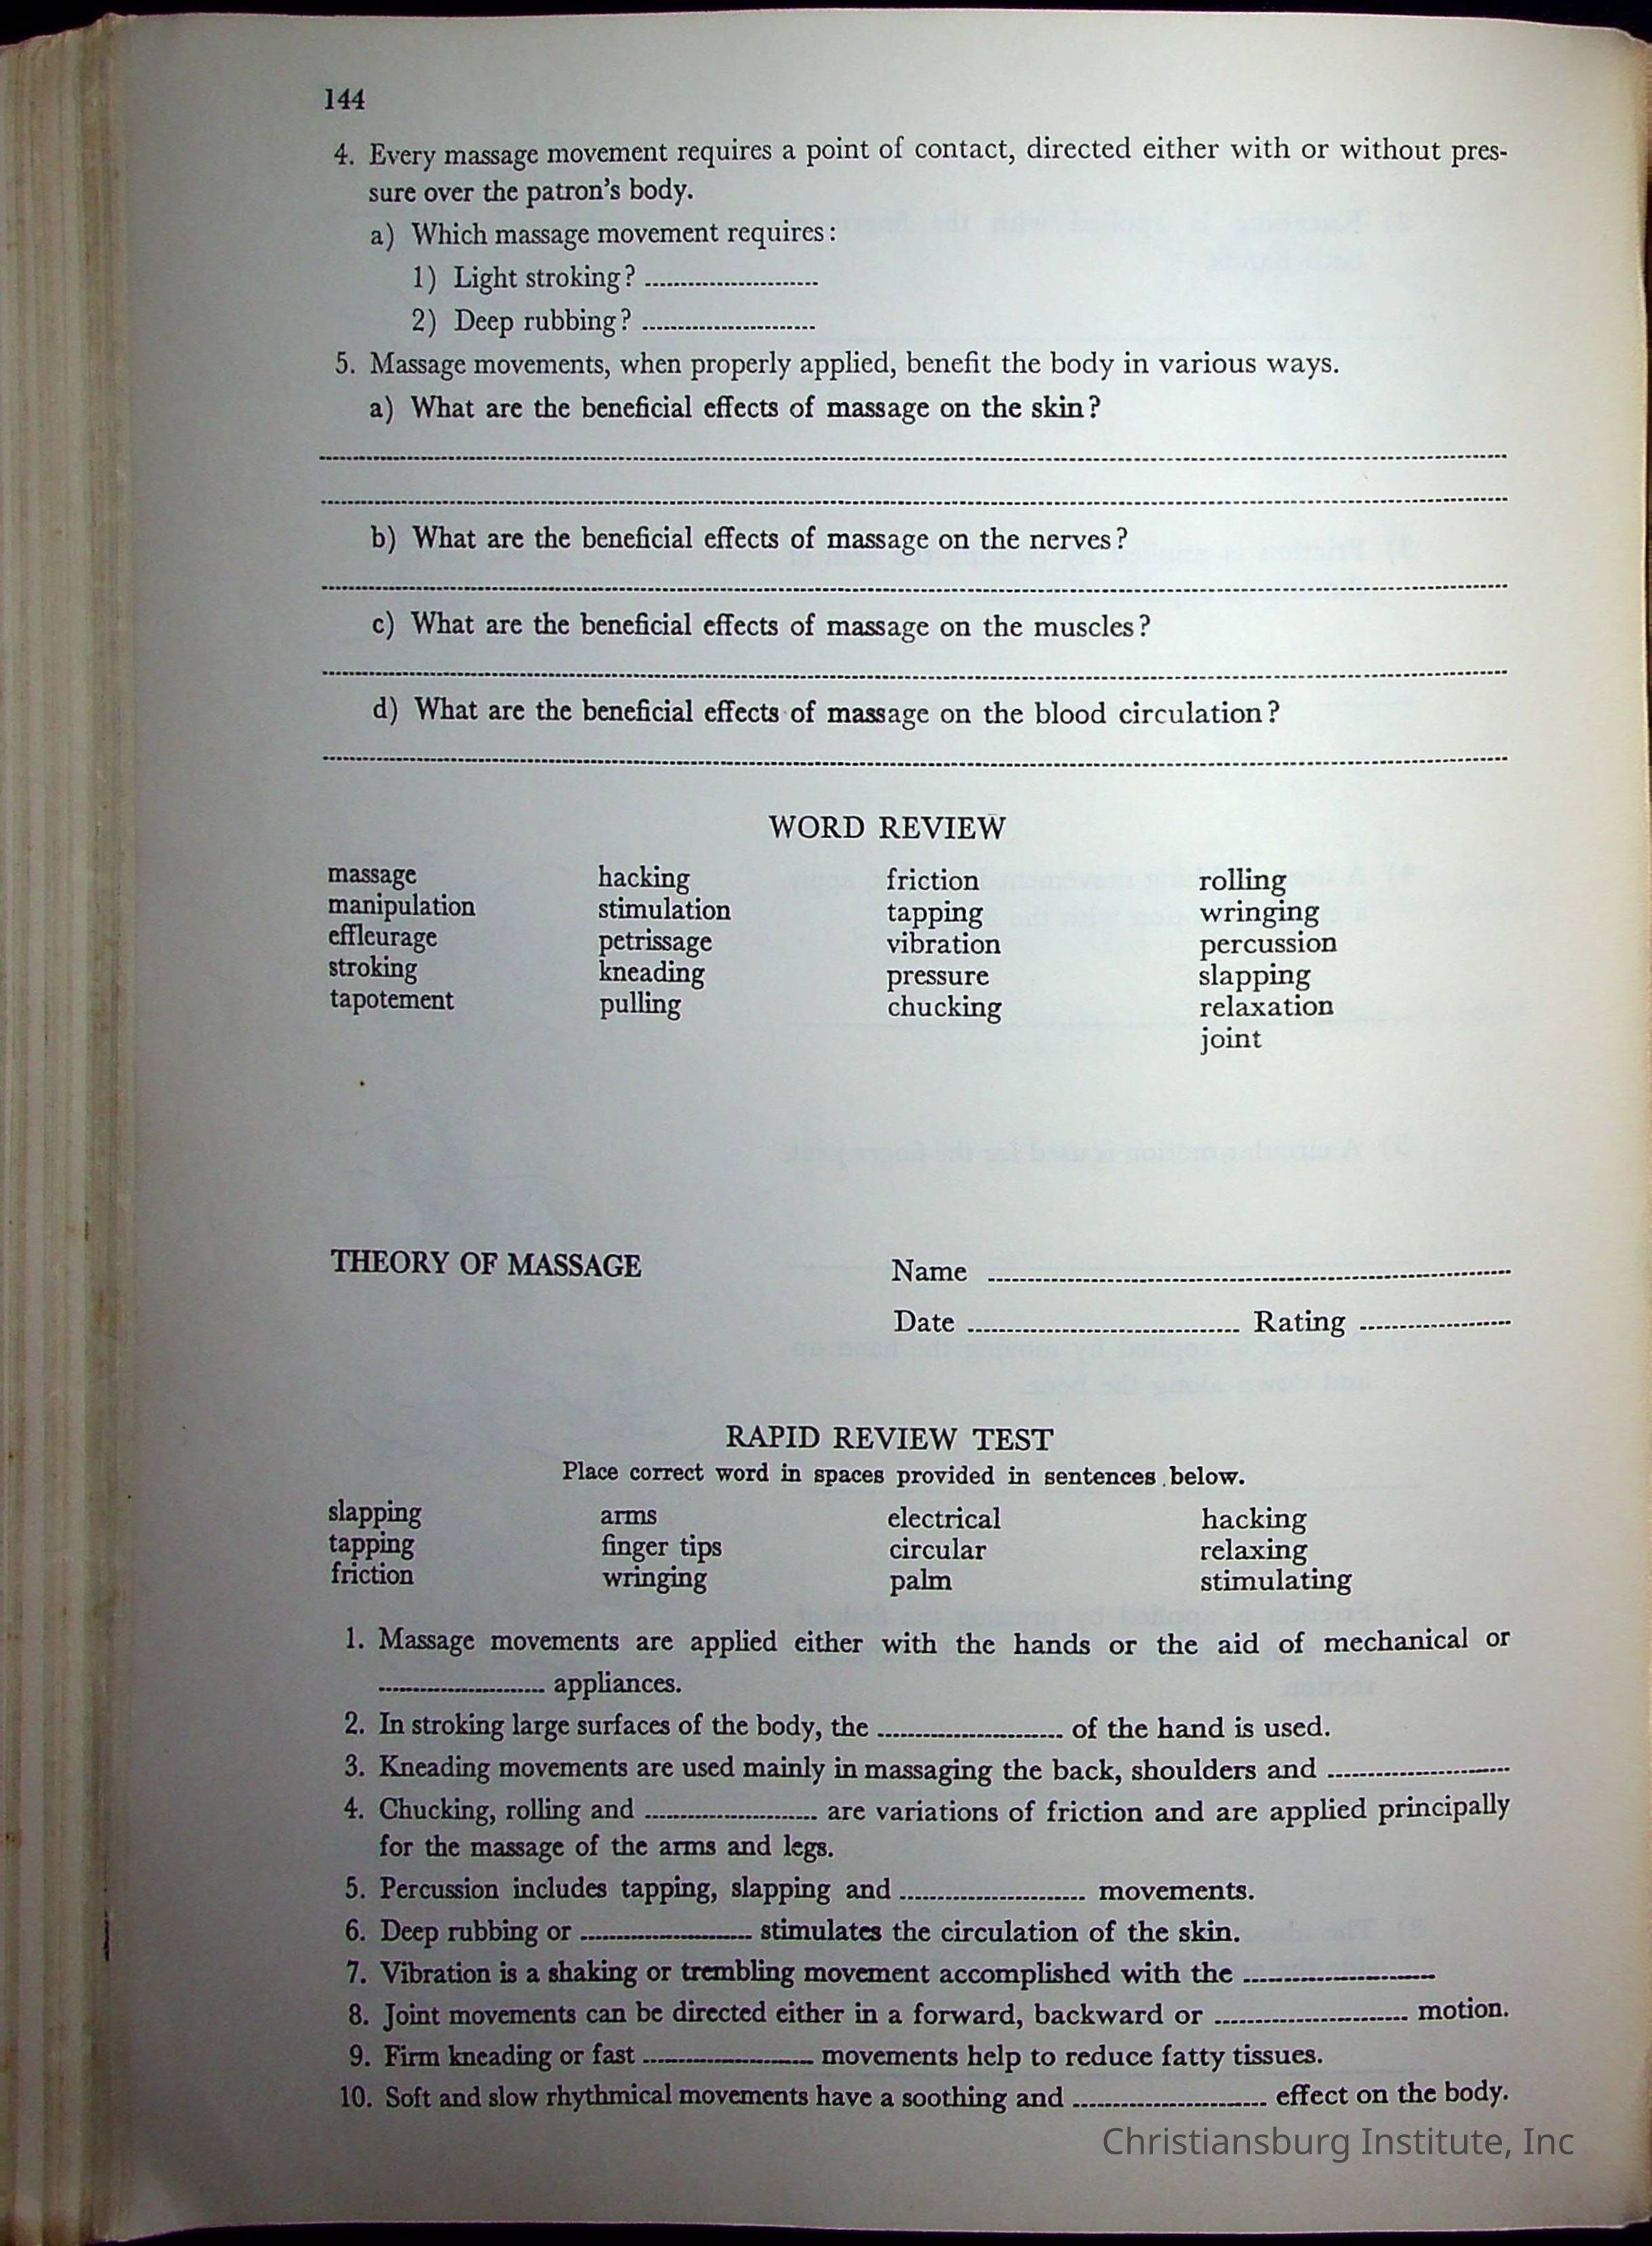 144
4. Every massage movement requires a point of contact, directed either with or without pres-
sure over the patron's body.
a) Which massage movement requires:
1) Light stroking? ........................
2) Deep rubbing? ........................
5. Massage movements, when properly applied, benefit the body in various ways.
a) What are the beneficial effects of massage on the skin?
b) What are the beneficial effects of massage on the nerves?
c) What are the beneficial effects of massage on the muscles?
d) What are the beneficial effects of massage on the blood circulation?
WORD REVIEW
massage hacking friction rolling
manipulation stimulation tapping wringing
effleurage petrissage vibration percussion
stroking kneading pressure slapping
tapotement pulling chucking relaxation
joint
THEORY OF MASSAGE Name ........................
Date ........................ Rating ........................
RAPID REVIEW TEST
Place correct word in spaces provided in sentences below.
slapping arms electrical hacking
tapping finger tips circular relaxing
friction wringing palm stimulating
1. Massage movements are applied either with the hands or the aid of mechanical or
........................ appliances.
2. In stroking large surfaces of the body, the ........................ of the hand is used.
3. Kneading movements are used mainly in massaging the back, shoulders and ........................
4. Chucking, rolling and ........................ are variations of friction and are applied principally
for the massage of the arms and legs.
5. Percussion includes tapping, slapping and ........................ movements.
6. Deep rubbing or ........................ stimulates the circulation of the skin.
7. Vibration is a shaking or trembling movement accomplished with the ........................
8. Joint movements can be directed either in a forward, backward or ........................ motion.
9. Firm kneading or fast ........................ movements help to reduce fatty tissues.
10. Soft and slow rhythmical movements have a soothing and ........................ effect on the body.
Christiansburg Institute, Inc